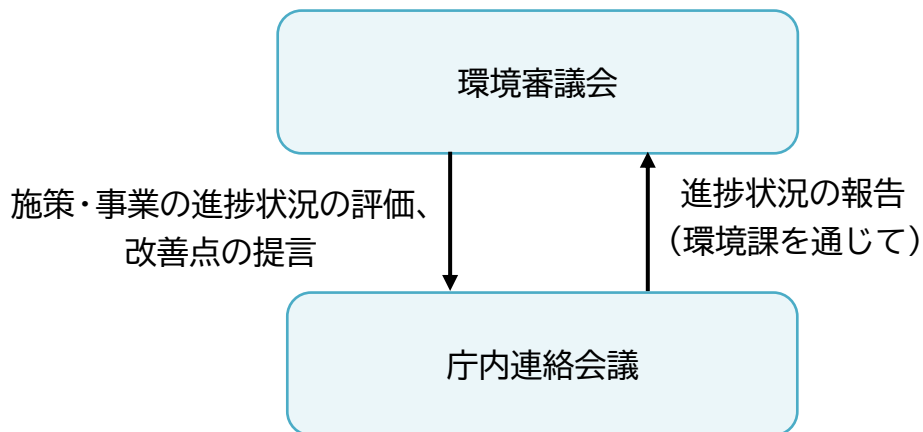 環境審議会
施策・事業の進捗状況の評価、
改善点の提言
進捗状況の報告
（環境課を通じて）
庁内連絡会議